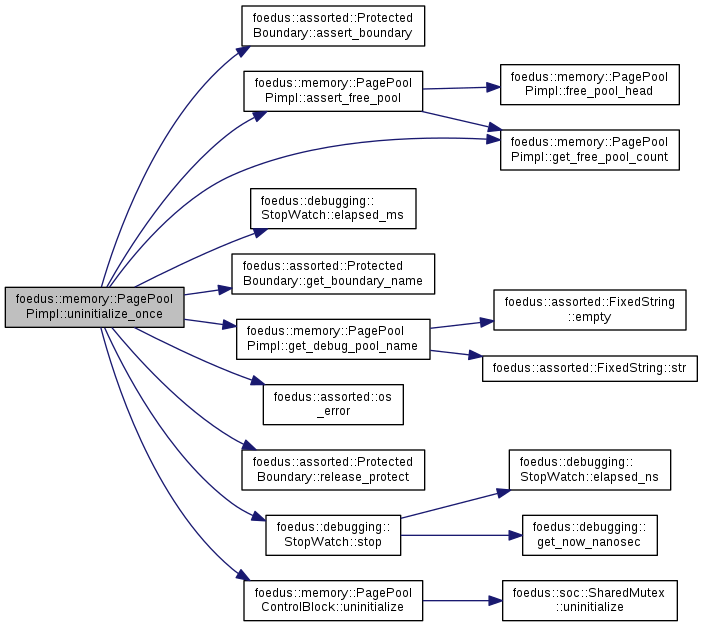 foedus::assorted::Protected
Boundary::assert_boundary
foedus::memory::PagePool
Pimpl::assert_free_pool
foedus::memory::PagePool
Pimpl::free_pool_head
foedus::memory::PagePool
Pimpl::get_free_pool_count
foedus::debugging::
StopWatch::elapsed_ms
foedus::assorted::Protected
Boundary::get_boundary_name
foedus::memory::PagePool
Pimpl::uninitialize_once
foedus::assorted::FixedString
::empty
foedus::memory::PagePool
Pimpl::get_debug_pool_name
foedus::assorted::FixedString::str
foedus::assorted::os
_error
foedus::assorted::Protected
Boundary::release_protect
foedus::debugging::
StopWatch::elapsed_ns
foedus::debugging::
StopWatch::stop
foedus::debugging::
get_now_nanosec
foedus::memory::PagePool
ControlBlock::uninitialize
foedus::soc::SharedMutex
::uninitialize